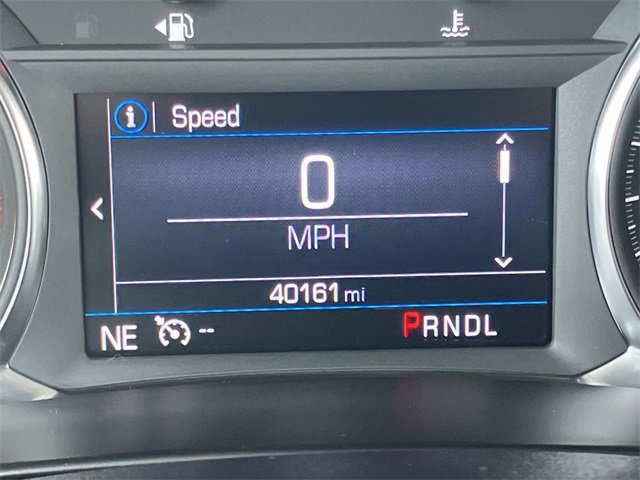 i Speed
0
MPH
40161 mi
NE -- PRNDL